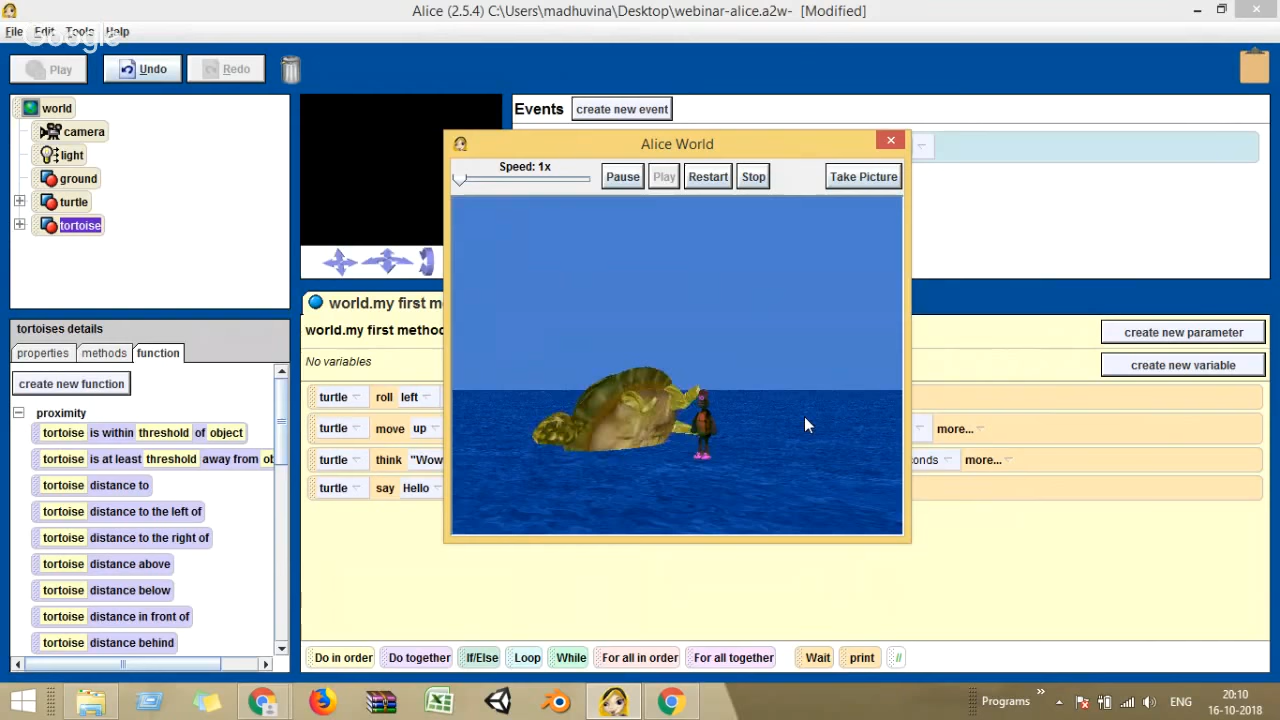 Alice (2.5.4) C:\Users\madhuvina\Desktop\webinar-alice.a2w- [Modified]
File Edit Tools Help
Google
Play Undo Redo
world
camera
light
ground
turtle
tortoise
Events create new event
Alice World
Speed: 1x
Pause Play Restart Stop Take Picture
tortoises details
properties methods function
create new function
proximity
tortoise is within threshold of object
tortoise is at least threshold away from ob
tortoise distance to
tortoise distance to the left of
tortoise distance to the right of
tortoise distance above
tortoise distance below
tortoise distance in front of
tortoise distance behind
world.my first m
world.my first method
create new parameter
No variables
create new variable
turtle roll left
turtle move up more...
turtle think "Wow conds more...
turtle say Hello
Do in order Do together If/Else Loop While For all in order For all together Wait print //
Programs ENG
20:10
16-10-2018